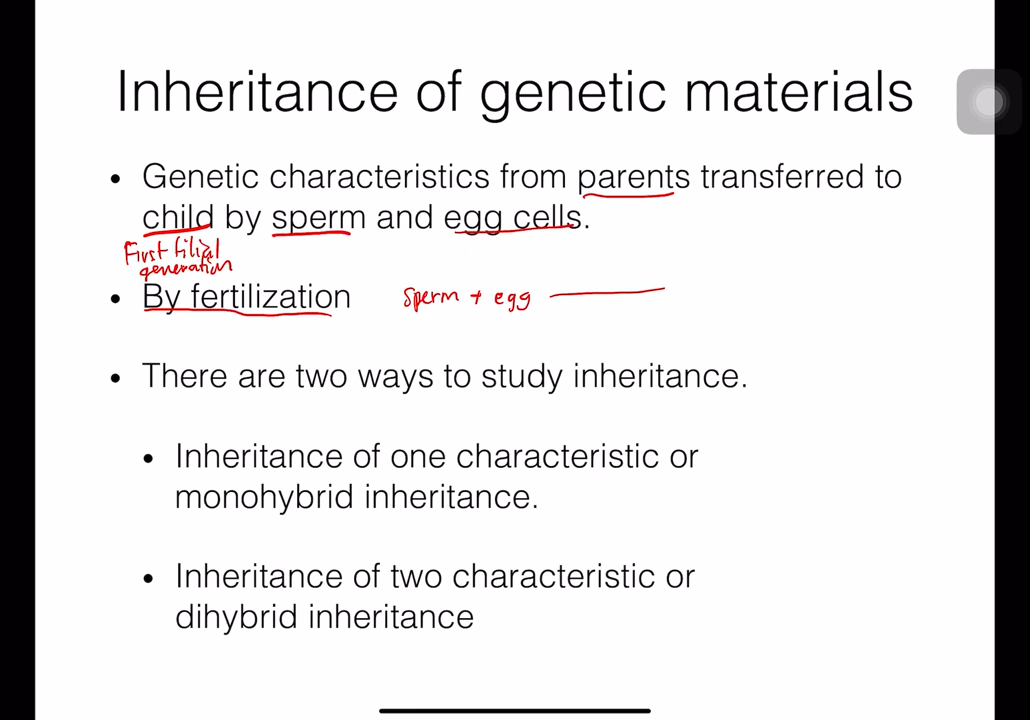 Inheritance of genetic materials
• Genetic characteristics from parents transferred to
child by sperm and egg cells.
First filial
generation
• By fertilization sperm + egg
• There are two ways to study inheritance.
• Inheritance of one characteristic or
monohybrid inheritance.
• Inheritance of two characteristic or
dihybrid inheritance